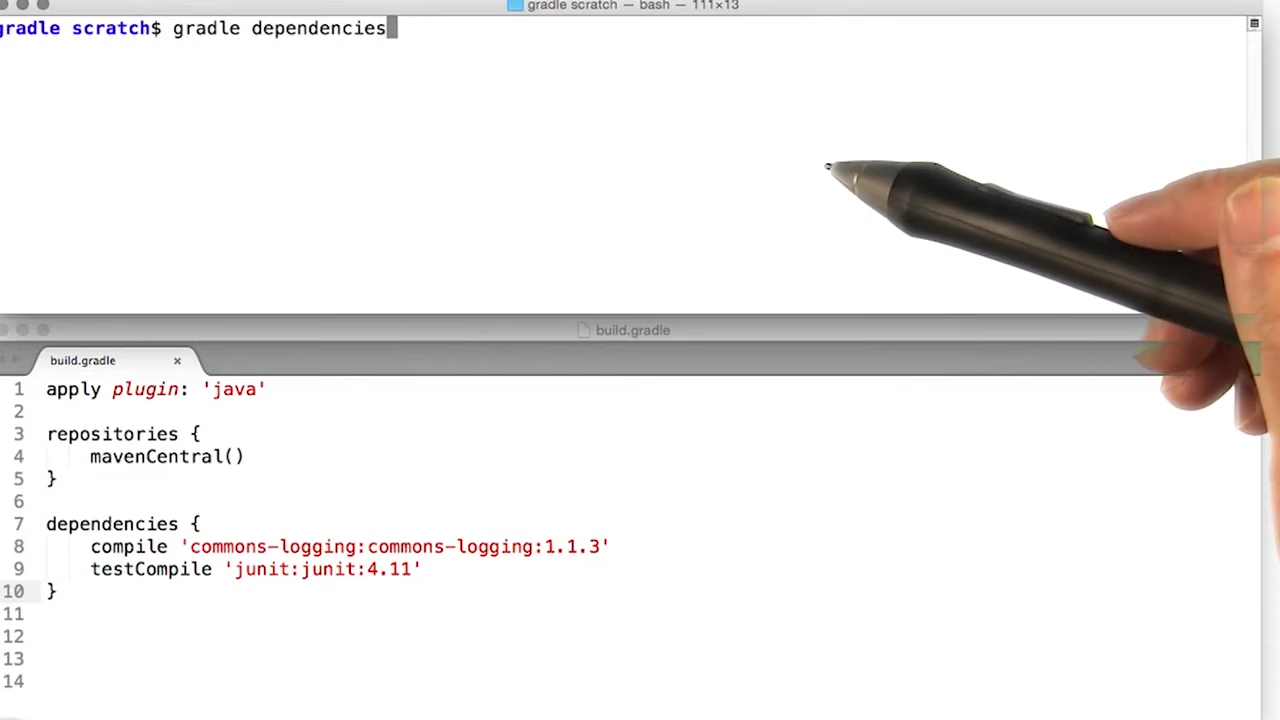 gradle scratch — bash — 111×13
gradle scratch$ gradle dependencies
build.gradle
build.gradle ×
1 apply plugin: 'java'
2
3 repositories {
4 mavenCentral()
5 }
6
7 dependencies {
8 compile 'commons-logging:commons-logging:1.1.3'
9 testCompile 'junit:junit:4.11'
10 }
11
12
13
14